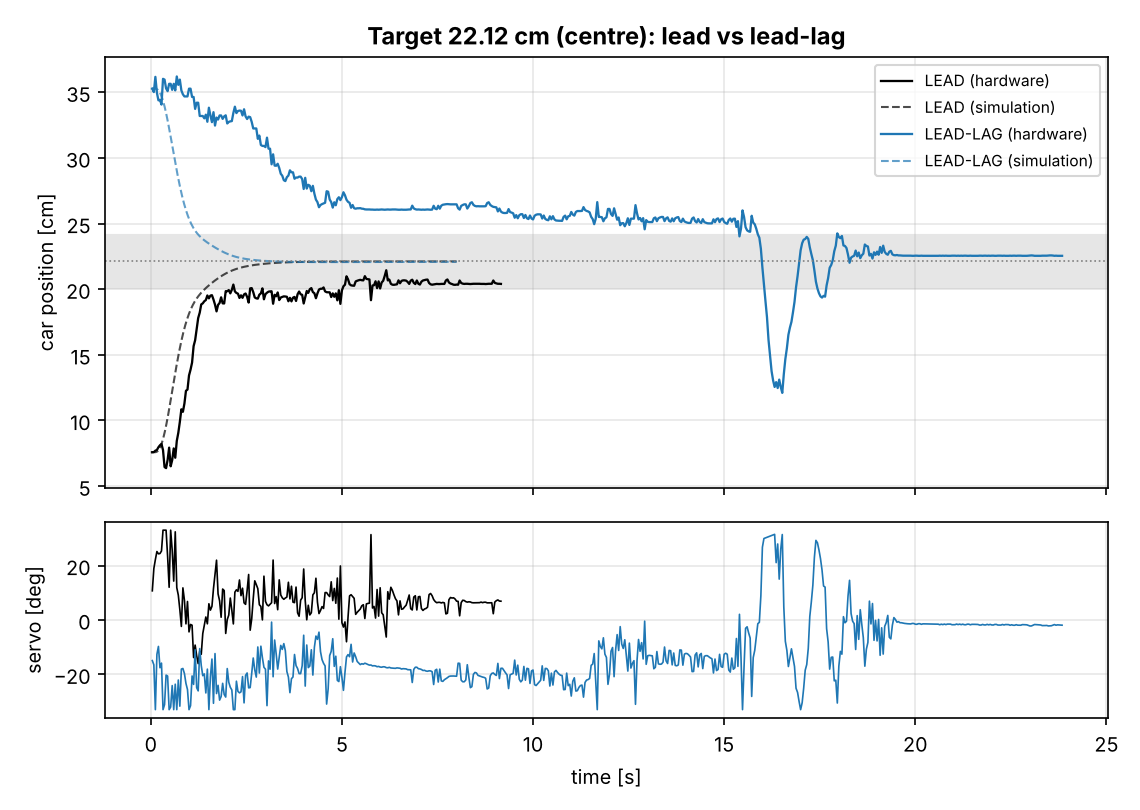 Target 22.12 cm (centre): lead vs lead-lag
LEAD (hardware)
LEAD (simulation)
LEAD-LAG (hardware)
LEAD-LAG (simulation)
car position [cm]
35
30
25
20
15
10
5
servo [deg]
20
0
−20
0
5
10
15
20
25
time [s]